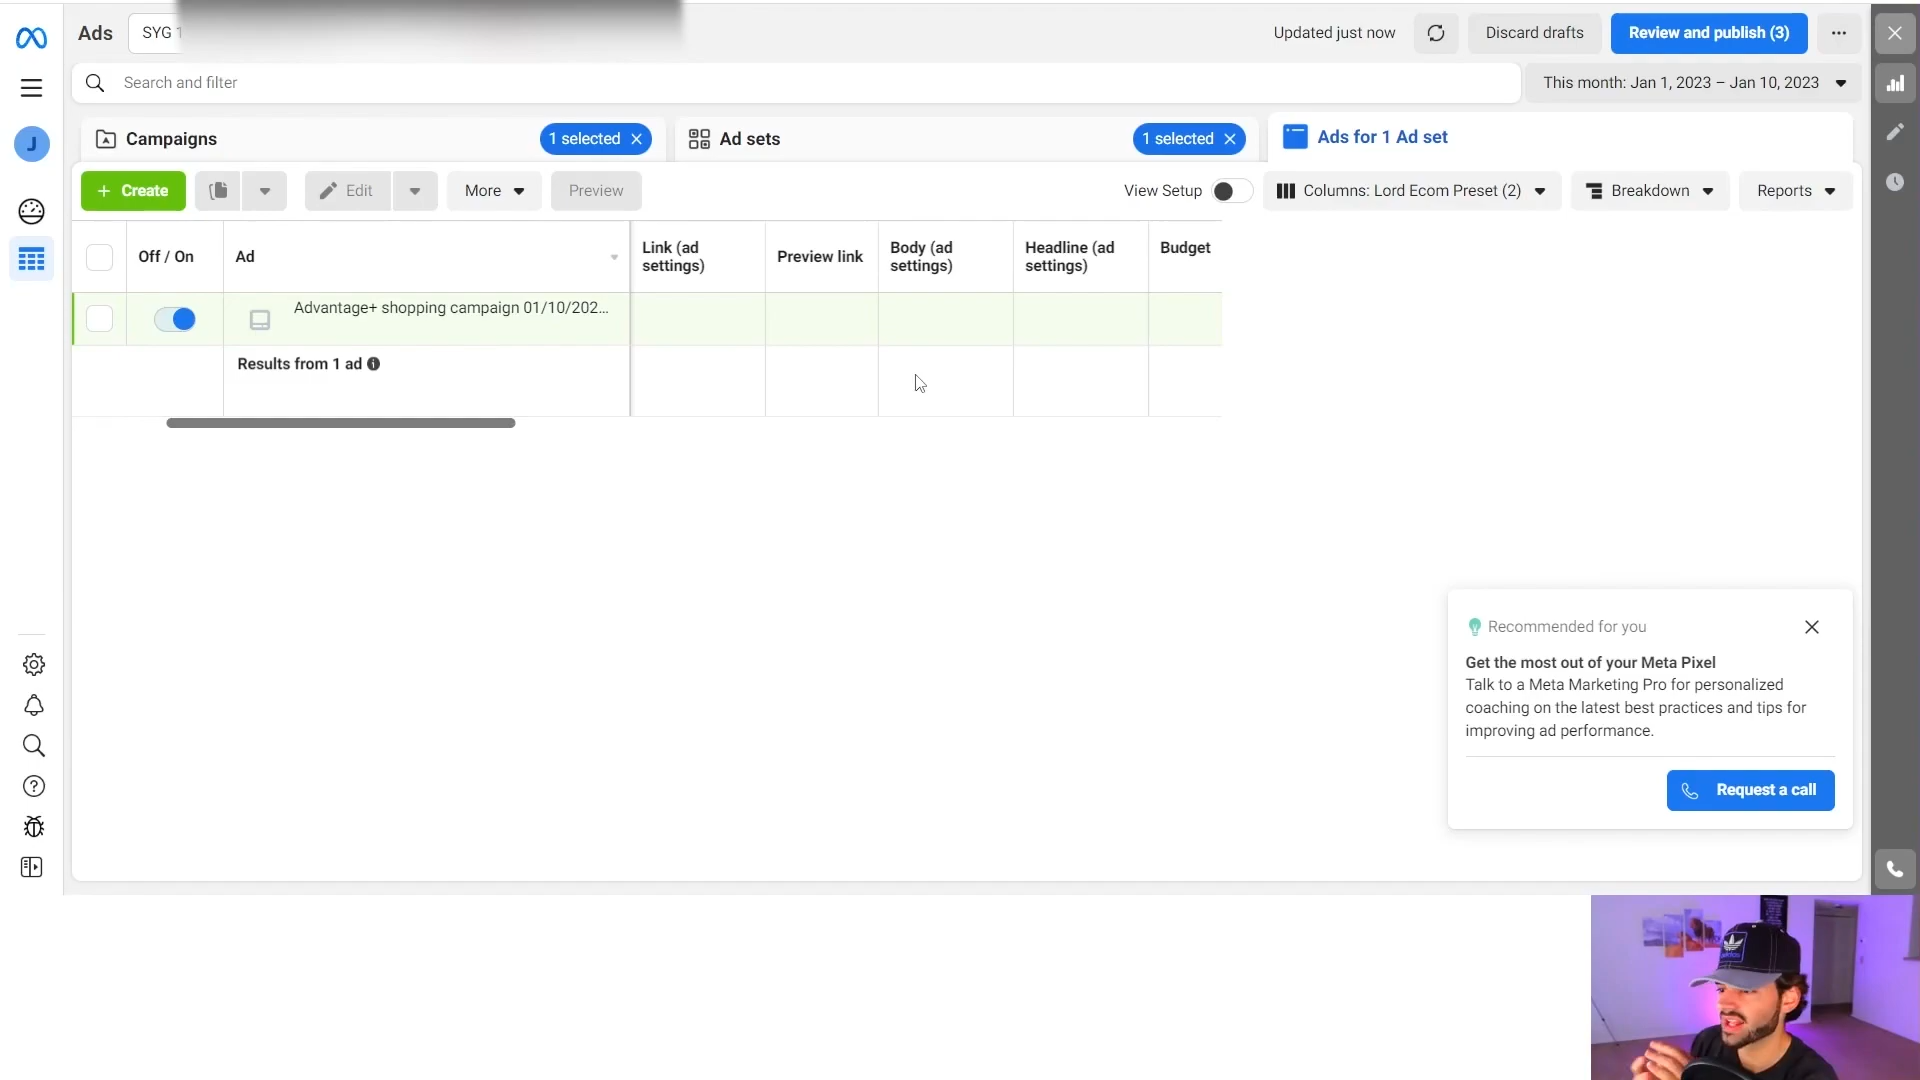 Ads
SYG
Updated just now
Discard drafts
Review and publish (3)
Search and filter
This month: Jan 1, 2023 – Jan 10, 2023
J
Campaigns
1 selected
Ad sets
1 selected
Ads for 1 Ad set
+ Create
Edit
More
Preview
View Setup
Columns: Lord Ecom Preset (2)
Breakdown
Reports
Off / On
Ad
Link (ad
settings)
Preview link
Body (ad
settings)
Headline (ad
settings)
Budget
Advantage+ shopping campaign 01/10/202...
Results from 1 ad
Recommended for you
Get the most out of your Meta Pixel
Talk to a Meta Marketing Pro for personalized
coaching on the latest best practices and tips for
improving ad performance.
Request a call